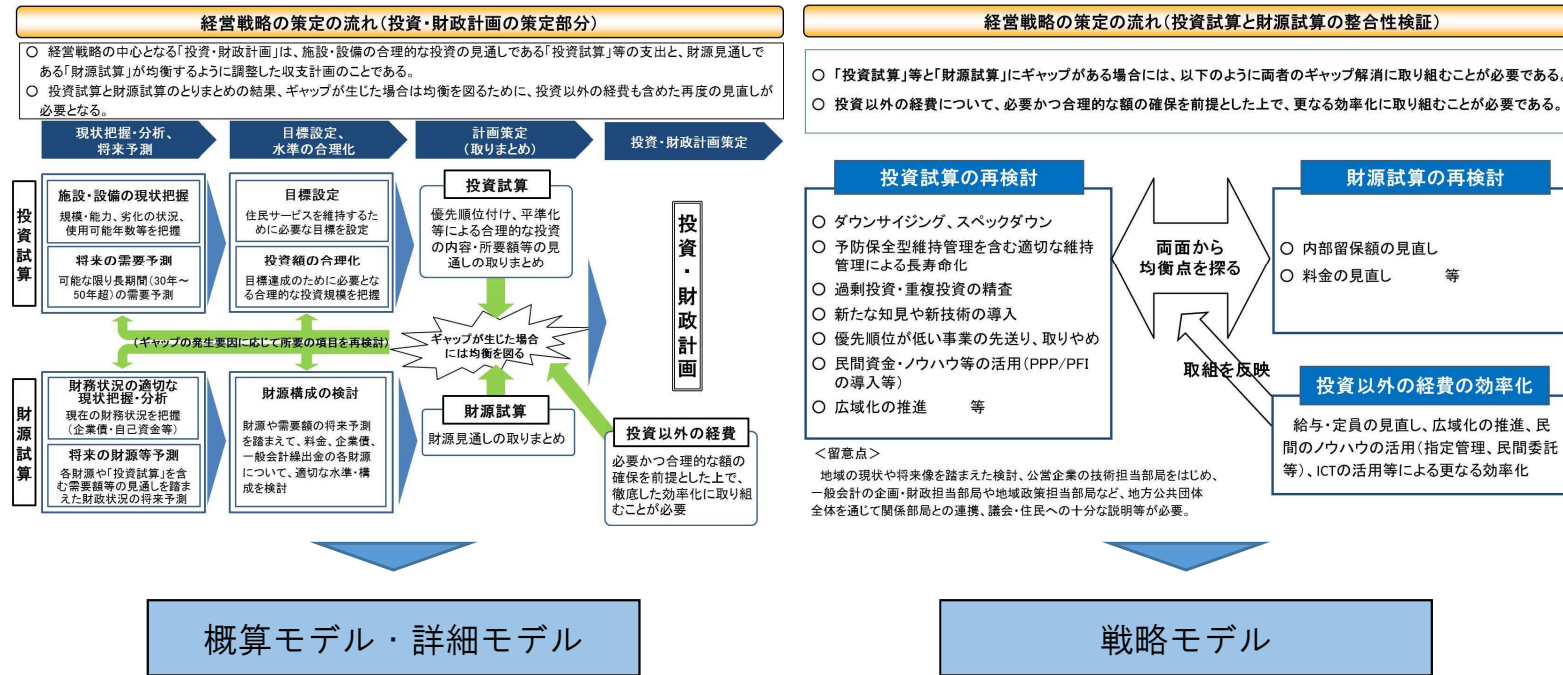 経営戦略の策定の流れ(投資・財政計画の策定部分)
○ 経営戦略の中心となる「投資・財政計画」は、施設・設備の合理的な投資の見通しである「投資試算」等の支出と、財源見通しで
ある「財源試算」が均衡するように調整した収支計画のことである。
○ 投資試算と財源試算のとりまとめの結果、ギャップが生じた場合は均衡を図るために、投資以外の経費も含めた再度の見直しが
必要となる。
現状把握・分析、
将来予測
目標設定、
水準の合理化
計画策定
(取りまとめ)
投資・財政計画策定
投資試算
施設・設備の現状把握
規模・能力、劣化の状況、
使用可能年数等を把握
将来の需要予測
可能な限り長期間(30年~
50年超)の需要予測
目標設定
住民サービスを維持するた
めに必要な目標を設定
投資額の合理化
目標達成のために必要とな
る合理的な投資規模を把握
投資試算
優先順位付け、平準化
等による合理的な投資
の内容・所要額等の見
通しの取りまとめ
投資・財政計画
(ギャップの発生要因に応じて所要の項目を再検討)
ギャップが生じた場合
には均衡を図る
財源試算
財務状況の適切な
現状把握・分析
現在の財務状況を把握
(企業債・自己資金等)
将来の財源等予測
各財源や「投資試算」を含
む需要額等の見通しを踏ま
えた財政状況の将来予測
財源構成の検討
財源や需要額の将来予測
を踏まえて、料金、企業債、
一般会計繰出金の各財源
について、適切な水準・構
成を検討
財源試算
財源見通しの取りまとめ
投資以外の経費
必要かつ合理的な額の
確保を前提とした上で、
徹底した効率化に取り組
むことが必要
概算モデル・詳細モデル
経営戦略の策定の流れ(投資試算と財源試算の整合性検証)
○ 「投資試算」等と「財源試算」にギャップがある場合には、以下のように両者のギャップ解消に取り組むことが必要である。
○ 投資以外の経費について、必要かつ合理的な額の確保を前提とした上で、更なる効率化に取り組むことが必要である。
投資試算の再検討
○ ダウンサイジング、スペックダウン
○ 予防保全型維持管理を含む適切な維持
管理による長寿命化
○ 過剰投資・重複投資の精査
○ 新たな知見や新技術の導入
○ 優先順位が低い事業の先送り、取りやめ
○ 民間資金・ノウハウ等の活用(PPP/PFI
の導入等)
○ 広域化の推進 等
両面から
均衡点を探る
財源試算の再検討
○ 内部留保額の見直し
○ 料金の見直し 等
取組を反映
投資以外の経費の効率化
給与・定員の見直し、広域化の推進、民
間のノウハウの活用(指定管理、民間委託
等)、ICTの活用等による更なる効率化
<留意点>
地域の現状や将来像を踏まえた検討、公営企業の技術担当部局をはじめ、
一般会計の企画・財政担当部局や地域政策担当部局など、地方公共団体
全体を通じて関係部局との連携、議会・住民への十分な説明等が必要。
戦略モデル